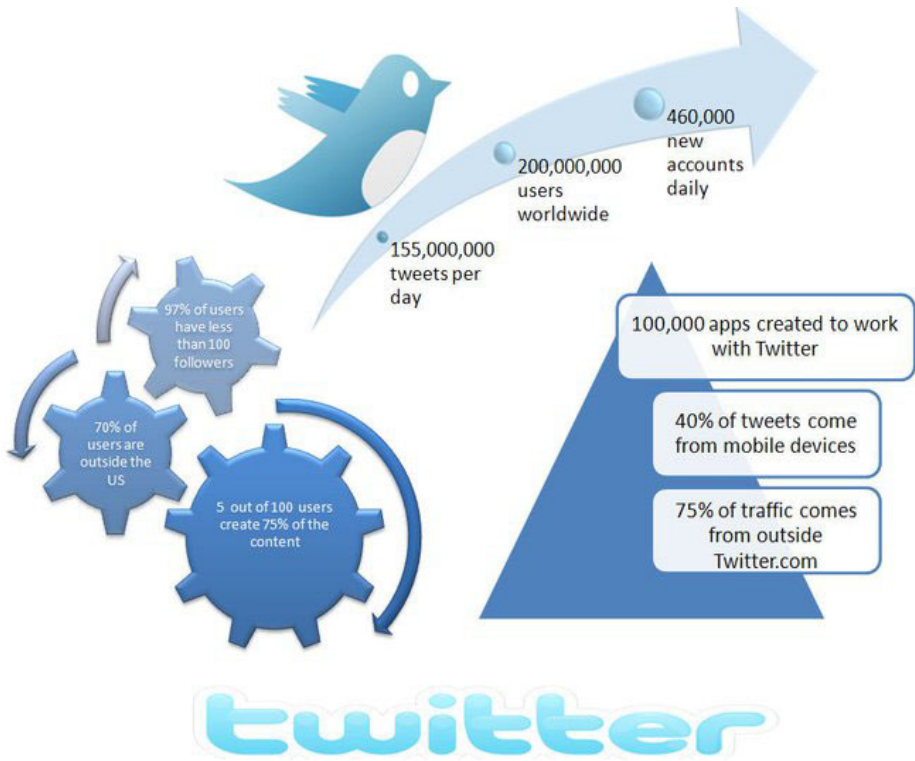 460,000
new
accounts
daily
200,000,000
users
worldwide
155,000,000
tweets per
day
97% of users
have less
than 100
followers
70% of
users are
outside the
US
5 out of 100 users
create 75% of the
content
100,000 apps created to work
with Twitter
40% of tweets come
from mobile devices
75% of traffic comes
from outside
Twitter.com
twitter